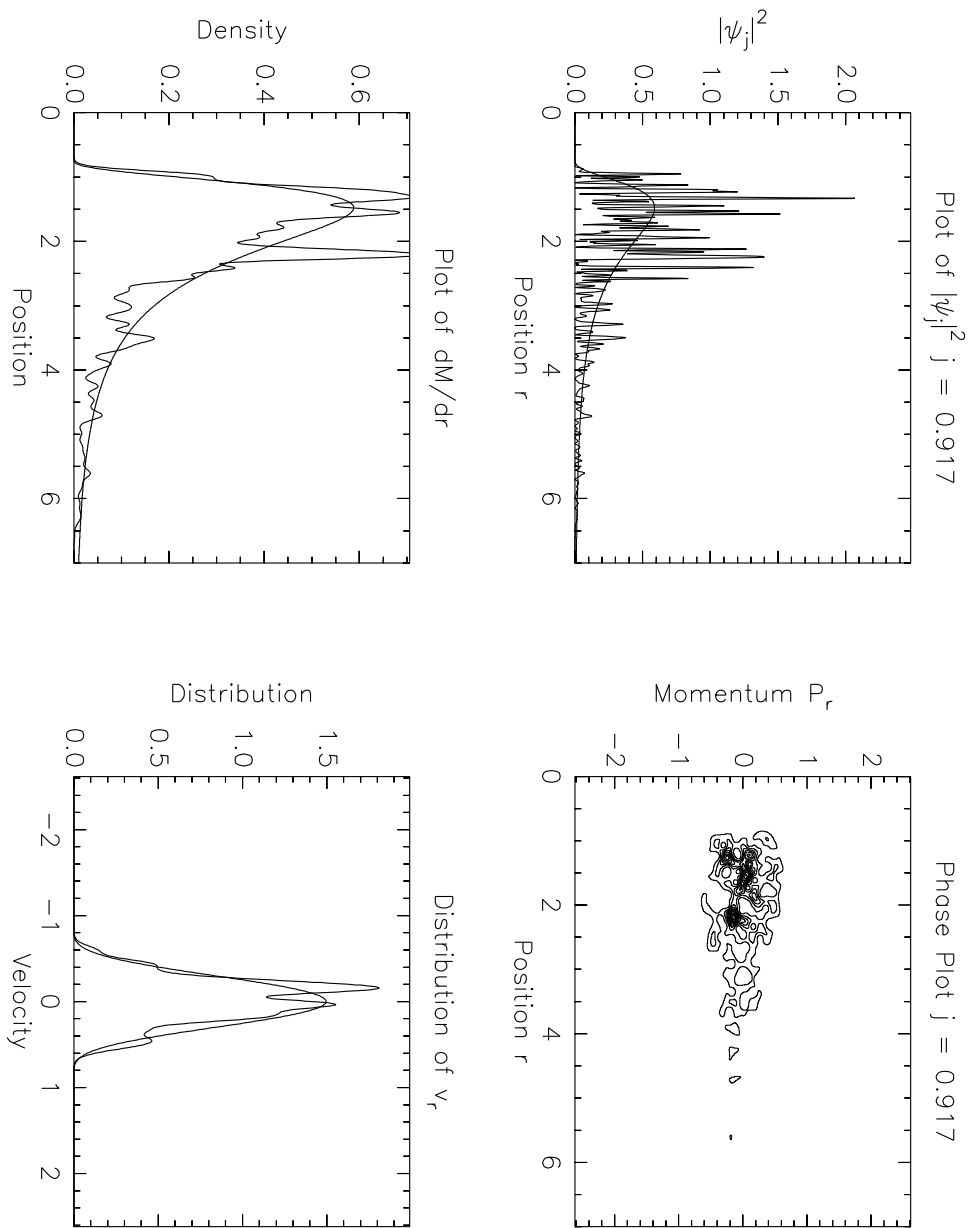 Plot of |ψ_j|² j = 0.917
|ψ_j|²
2.0
1.5
1.0
0.5
0.0
0 2 4 6
Position r
Phase Plot j = 0.917
Momentum P_r
2
1
0
−1
−2
0 2 4 6
Position r
Plot of dM/dr
Density
0.6
0.4
0.2
0.0
0 2 4 6
Position
Distribution of v_r
Distribution
1.5
1.0
0.5
0.0
−2 −1 0 1 2
Velocity